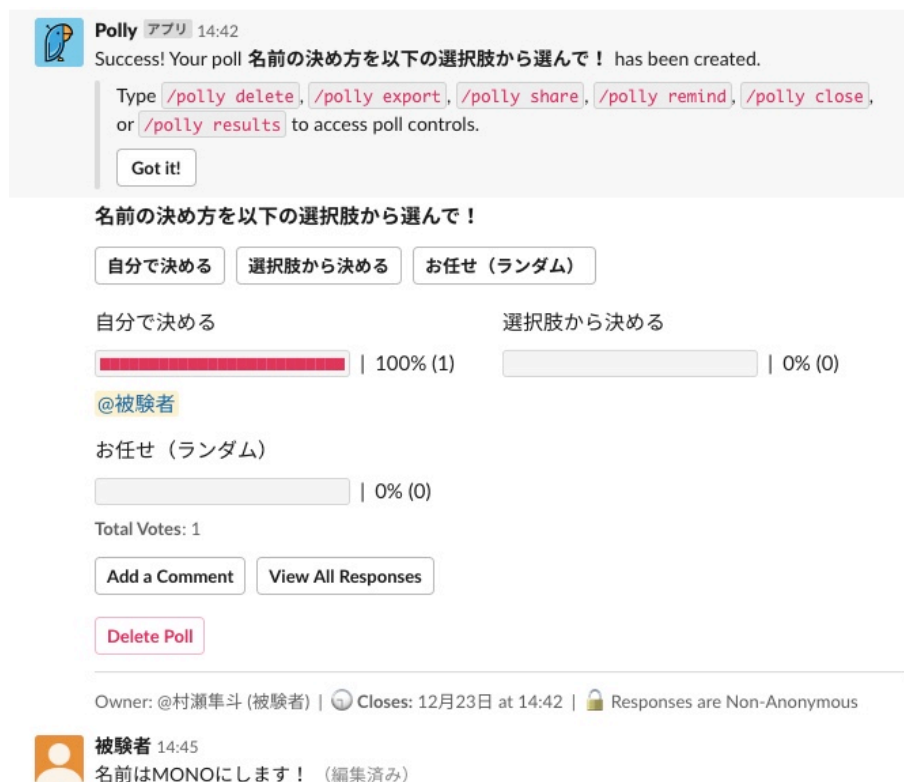 Polly アプリ 14:42
Success! Your poll 名前の決め方を以下の選択肢から選んで！ has been created.
Type /polly delete, /polly export, /polly share, /polly remind, /polly close,
or /polly results to access poll controls.
Got it!
名前の決め方を以下の選択肢から選んで！
自分で決める 選択肢から決める お任せ（ランダム）
自分で決める 選択肢から決める
| 100% (1) | 0% (0)
@被験者
お任せ（ランダム）
| 0% (0)
Total Votes: 1
Add a Comment View All Responses
Delete Poll
Owner: @村瀬隼斗 (被験者) | Closes: 12月23日 at 14:42 | Responses are Non-Anonymous
被験者 14:45
名前はMONOにします！ （編集済み）